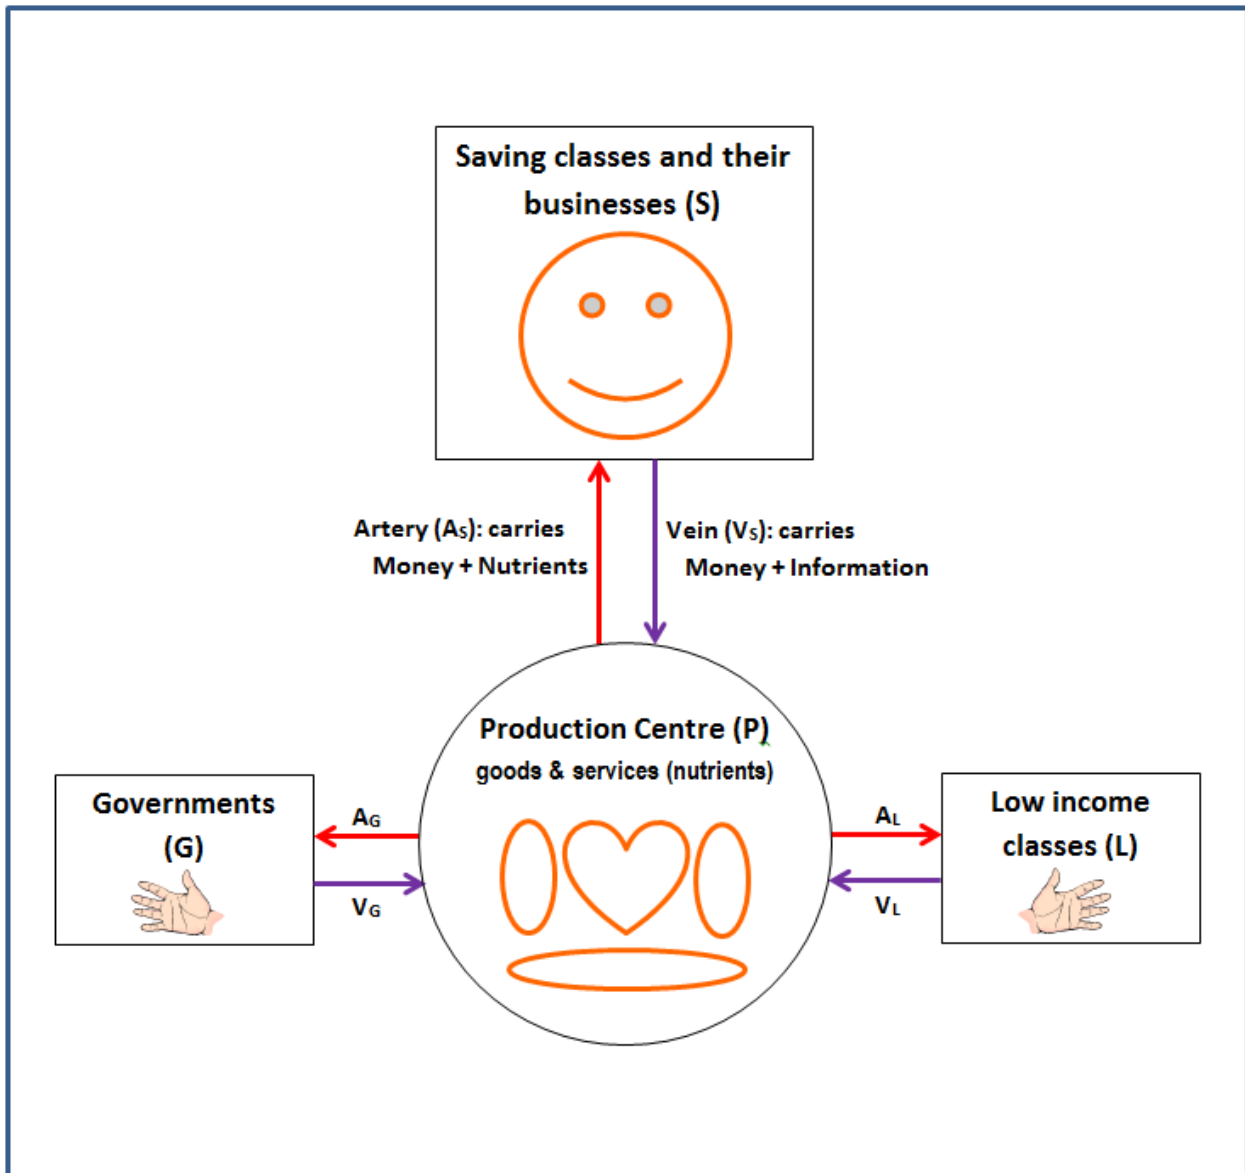 Saving classes and their
businesses (S)
Artery (As): carries
Money + Nutrients
Vein (Vs): carries
Money + Information
Production Centre (P)
goods & services (nutrients)
Governments
(G)
AG
VG
AL
VL
Low income
classes (L)